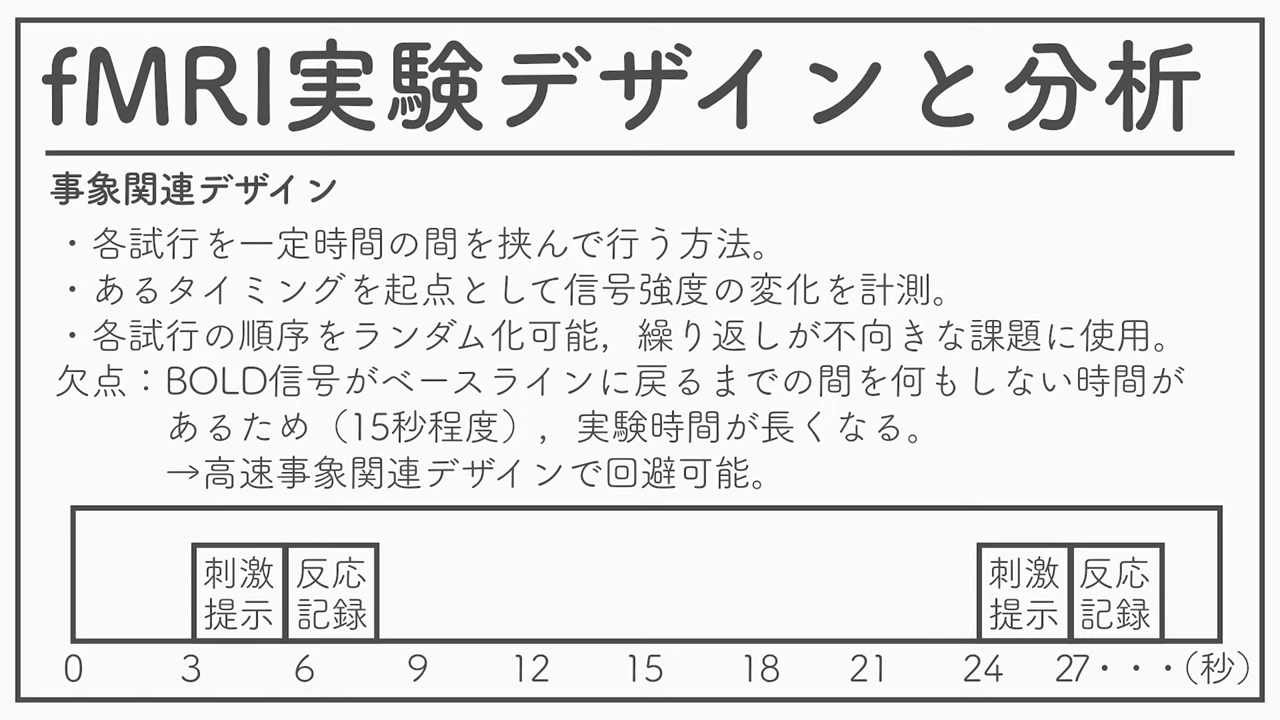 fMRI実験デザインと分析
事象関連デザイン
・各試行を一定時間の間を挟んで行う方法。
・あるタイミングを起点として信号強度の変化を計測。
・各試行の順序をランダム化可能，繰り返しが不向きな課題に使用。
欠点：BOLD信号がベースラインに戻るまでの間を何もしない時間が
あるため（15秒程度），実験時間が長くなる。
→高速事象関連デザインで回避可能。
刺激 反応 刺激 反応
提示 記録 提示 記録
0 3 6 9 12 15 18 21 24 27・・・（秒）